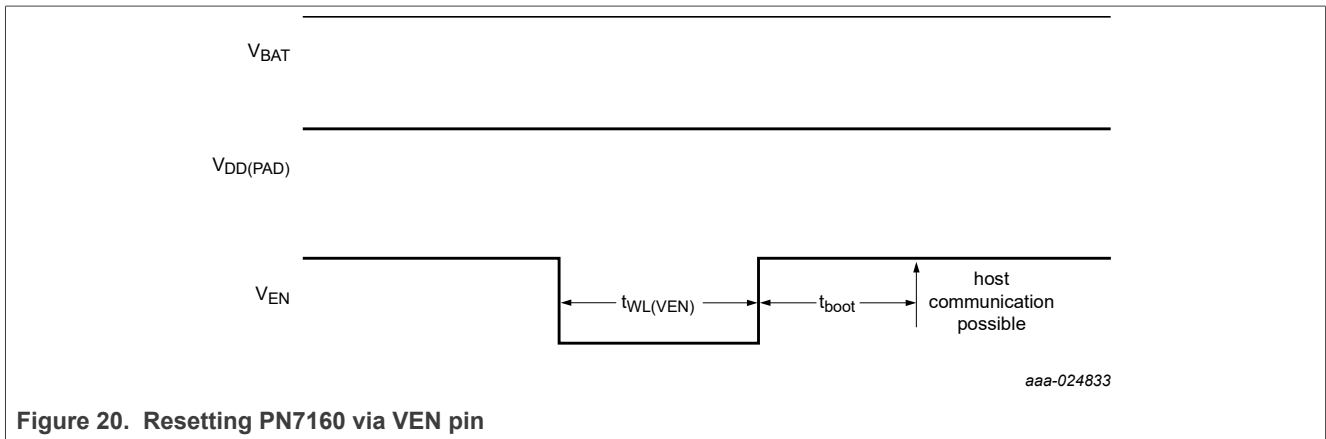 VBAT
VDD(PAD)
VEN
tWL(VEN)
tboot
host
communication
possible
aaa-024833
Figure 20. Resetting PN7160 via VEN pin